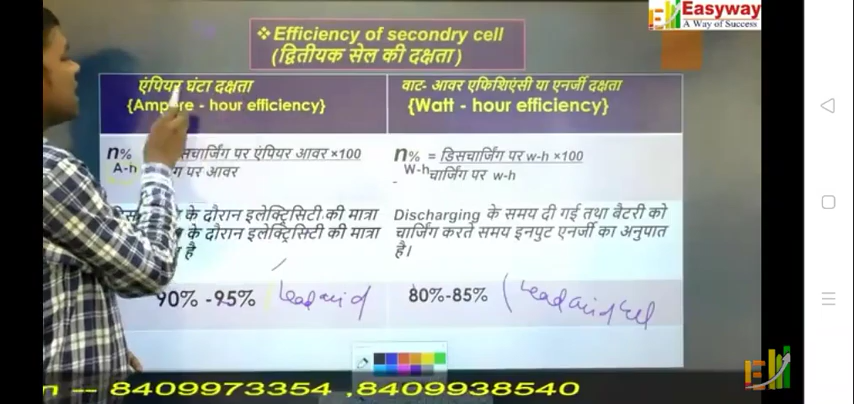 Easyway
A Way of Success
❖Efficiency of secondry cell
(द्वितीयक सेल की दक्षता)
एंपियर घंटा दक्षता
{Ampere - hour efficiency}
वाट- आवर एफिशिएंसी या एनर्जी दक्षता
{Watt - hour efficiency}
n% सचार्जिंग पर एंपियर आवर ×100
A-h ग पर आवर
n% = डिसचार्जिंग पर w-h ×100
W-h चार्जिंग पर w-h
के दौरान इलेक्ट्रिसिटी की मात्रा
के दौरान इलेक्ट्रिसिटी की मात्रा
है
Discharging के समय दी गई तथा बैटरी को
चार्जिंग करते समय इनपुट एनर्जी का अनुपात
है।
90% -95% Lead acid
80%-85% (Lead acid cell
n -- 8409973354 ,8409938540